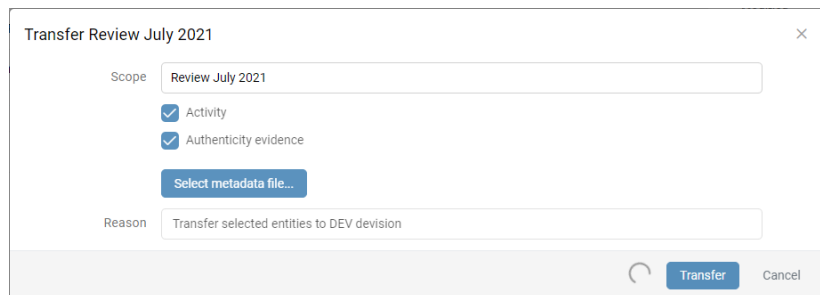 Transfer Review July 2021
Scope Review July 2021
Activity
Authenticity evidence
Select metadata file...
Reason Transfer selected entities to DEV devision
Transfer Cancel